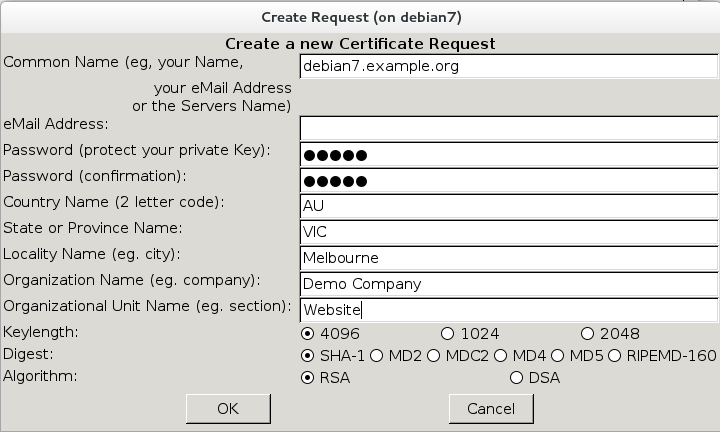 Create Request (on debian7)
Create a new Certificate Request
Common Name (eg, your Name, debian7.example.org
your eMail Address
or the Servers Name)
eMail Address:
Password (protect your private Key): ●●●●●
Password (confirmation): ●●●●●
Country Name (2 letter code): AU
State or Province Name: VIC
Locality Name (eg. city): Melbourne
Organization Name (eg. company): Demo Company
Organizational Unit Name (eg. section): Website
Keylength: 4096 1024 2048
Digest: SHA-1 MD2 MDC2 MD4 MD5 RIPEMD-160
Algorithm: RSA DSA
OK Cancel